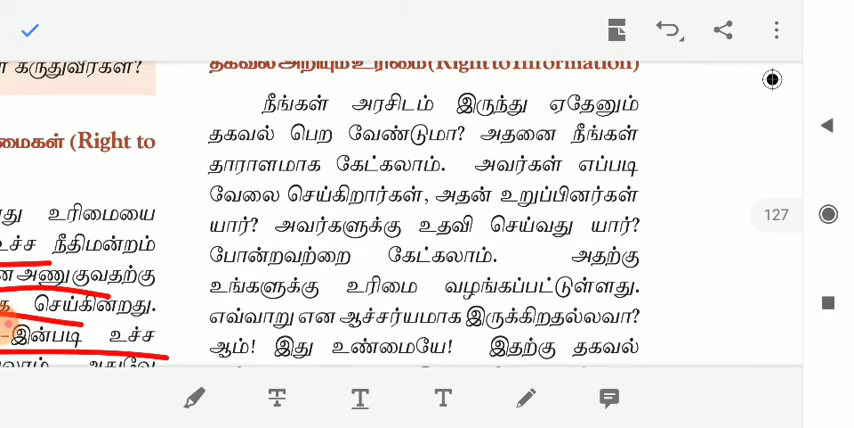 கருதுவீர்கள்?
மைகள் (Right to
உரிமையை
உச்ச நீதிமன்றம்
அணுகுவதற்கு
செய்கின்றது.
-இன்படி உச்ச
தகவல் அறியும் உரிமை (Right to Information)
நீங்கள் அரசிடம் இருந்து ஏதேனும்
தகவல் பெற வேண்டுமா? அதனை நீங்கள்
தாராளமாக கேட்கலாம். அவர்கள் எப்படி
வேலை செய்கிறார்கள், அதன் உறுப்பினர்கள்
யார்? அவர்களுக்கு உதவி செய்வது யார்?
போன்றவற்றை கேட்கலாம். அதற்கு
உங்களுக்கு உரிமை வழங்கப்பட்டுள்ளது.
எவ்வாறு என ஆச்சர்யமாக இருக்கிறதல்லவா?
ஆம்! இது உண்மையே! இதற்கு தகவல்
127